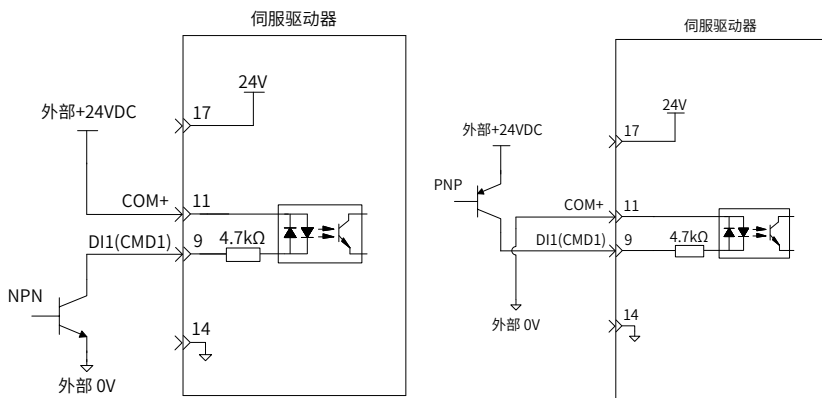 伺服驱动器
24V
17
外部+24VDC
COM+
11
DI1(CMD1)
9
4.7kΩ
NPN
14
外部 0V
伺服驱动器
24V
17
外部+24VDC
PNP
COM+
11
DI1(CMD1)
9
4.7kΩ
14
外部 0V